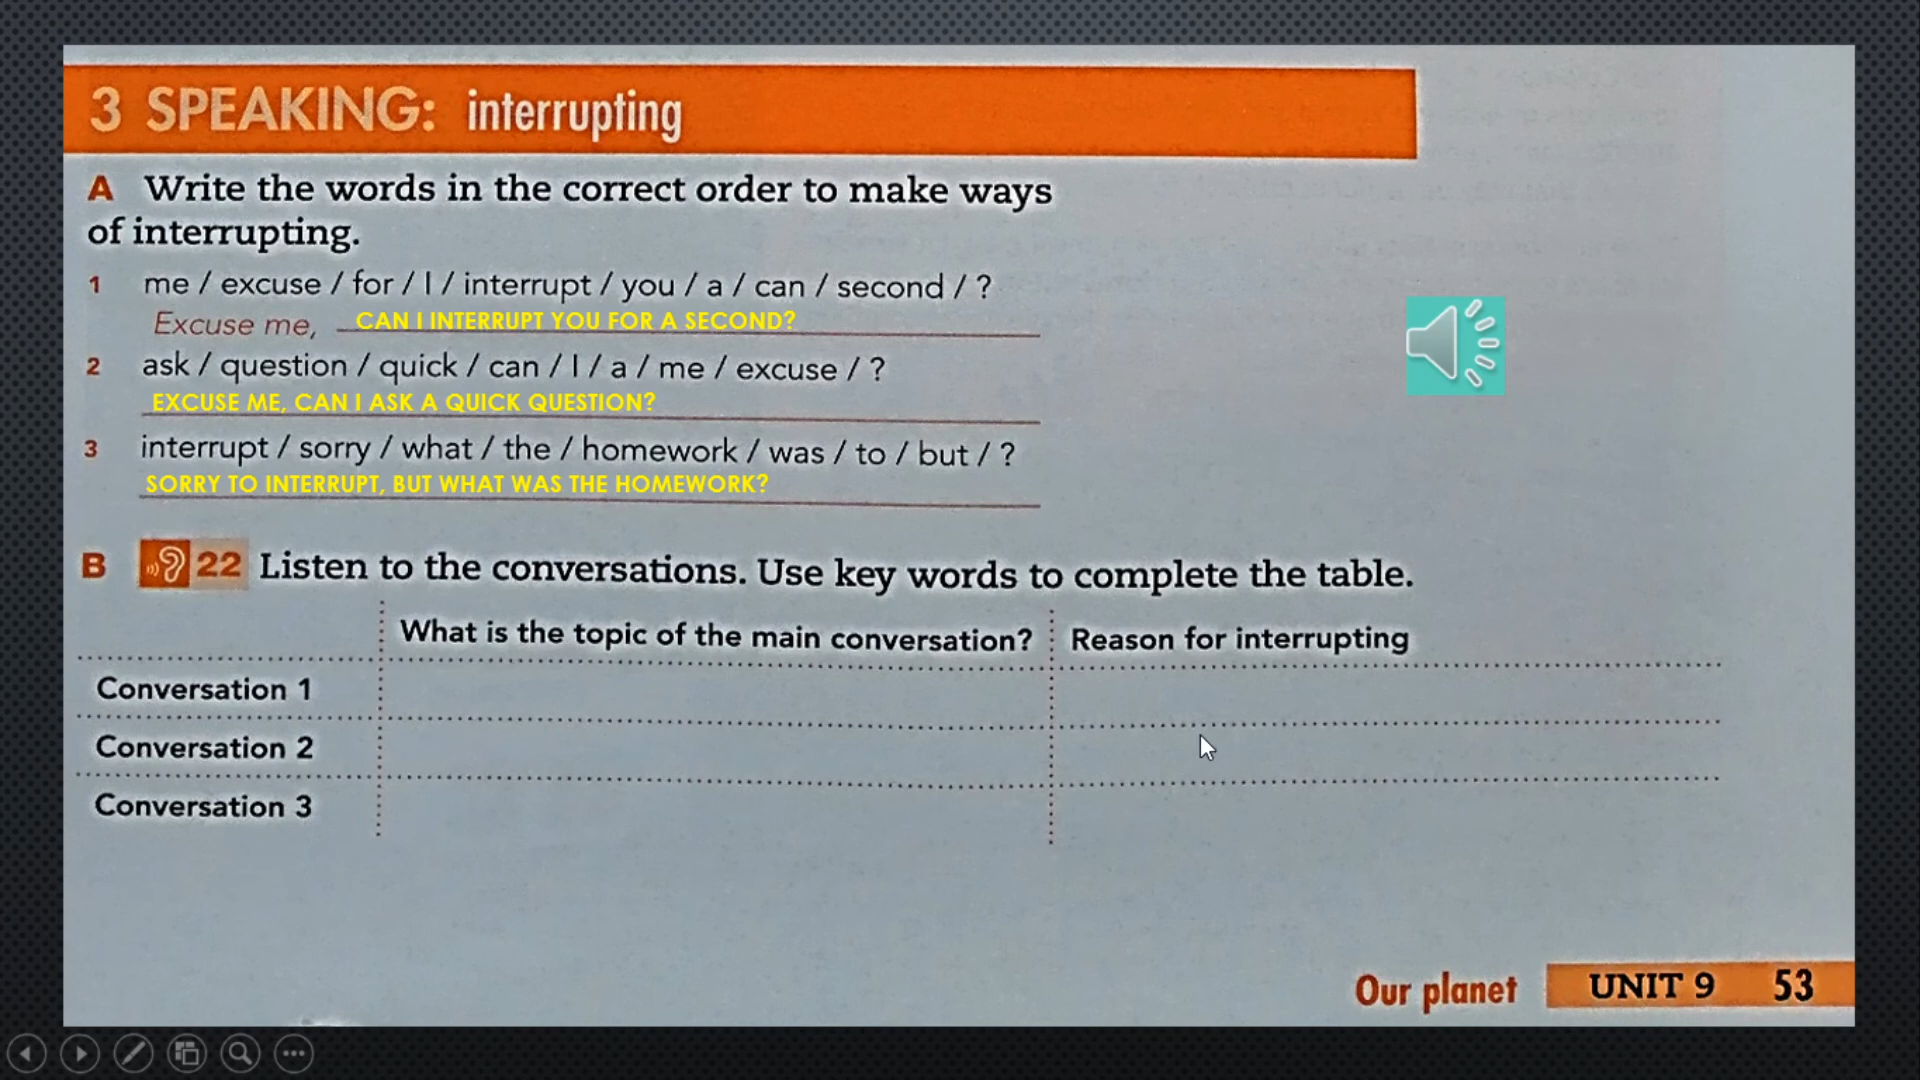 3 SPEAKING: interrupting
A Write the words in the correct order to make ways
of interrupting.
1 me / excuse / for / I / interrupt / you / a / can / second / ?
Excuse me, CAN I INTERRUPT YOU FOR A SECOND?
2 ask / question / quick / can / I / a / me / excuse / ?
EXCUSE ME, CAN I ASK A QUICK QUESTION?
3 interrupt / sorry / what / the / homework / was / to / but / ?
SORRY TO INTERRUPT, BUT WHAT WAS THE HOMEWORK?
B 22 Listen to the conversations. Use key words to complete the table.
What is the topic of the main conversation? Reason for interrupting
Conversation 1
Conversation 2
Conversation 3
Our planet UNIT 9 53